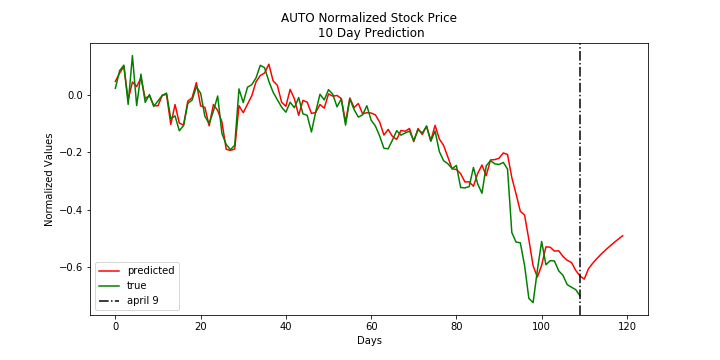 AUTO Normalized Stock Price
10 Day Prediction
Normalized Values
0.0
−0.2
−0.4
−0.6
predicted
true
april 9
0
20
40
60
80
100
120
Days